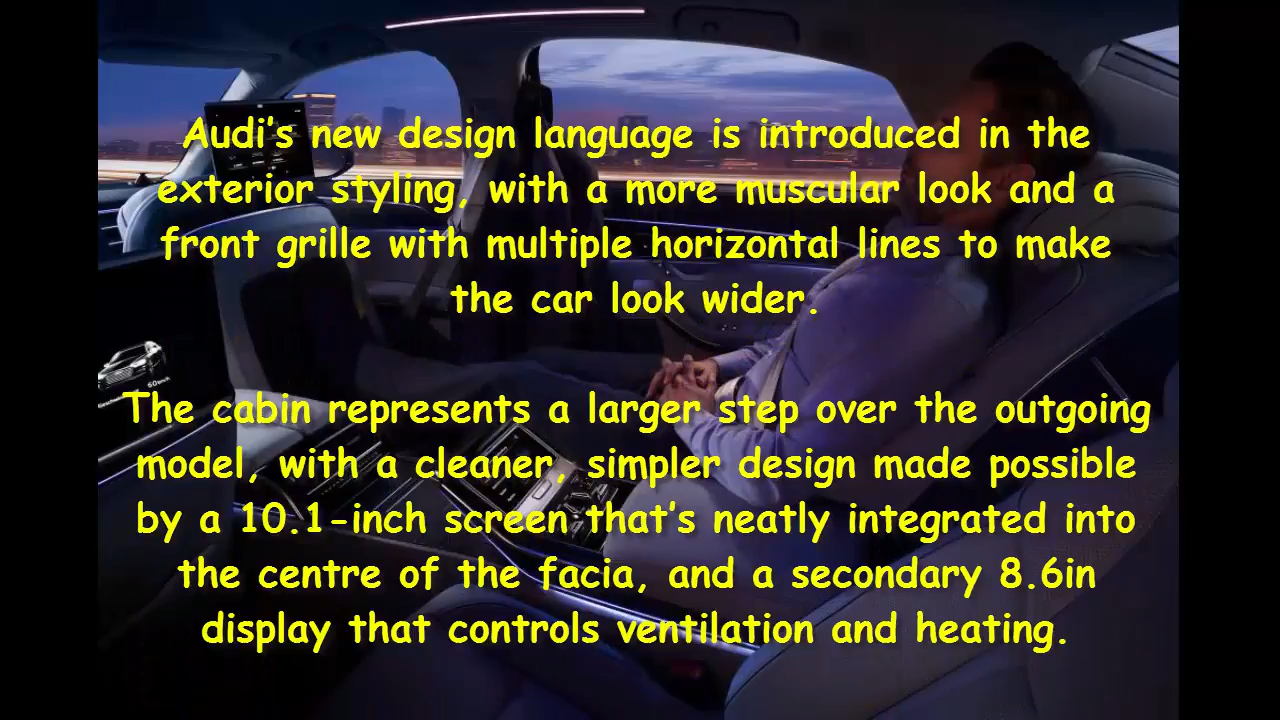 Audi's new design language is introduced in the
exterior styling, with a more muscular look and a
front grille with multiple horizontal lines to make
the car look wider.
The cabin represents a larger step over the outgoing
model, with a cleaner, simpler design made possible
by a 10.1-inch screen that's neatly integrated into
the centre of the facia, and a secondary 8.6in
display that controls ventilation and heating.